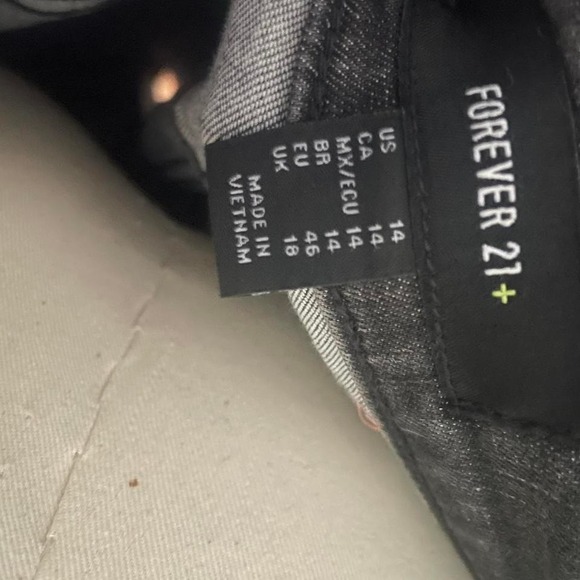 FOREVER 21+
US 14
CA 14
MX/ECU 14
BR 14
EU 46
UK 18
MADE IN
VIETNAM